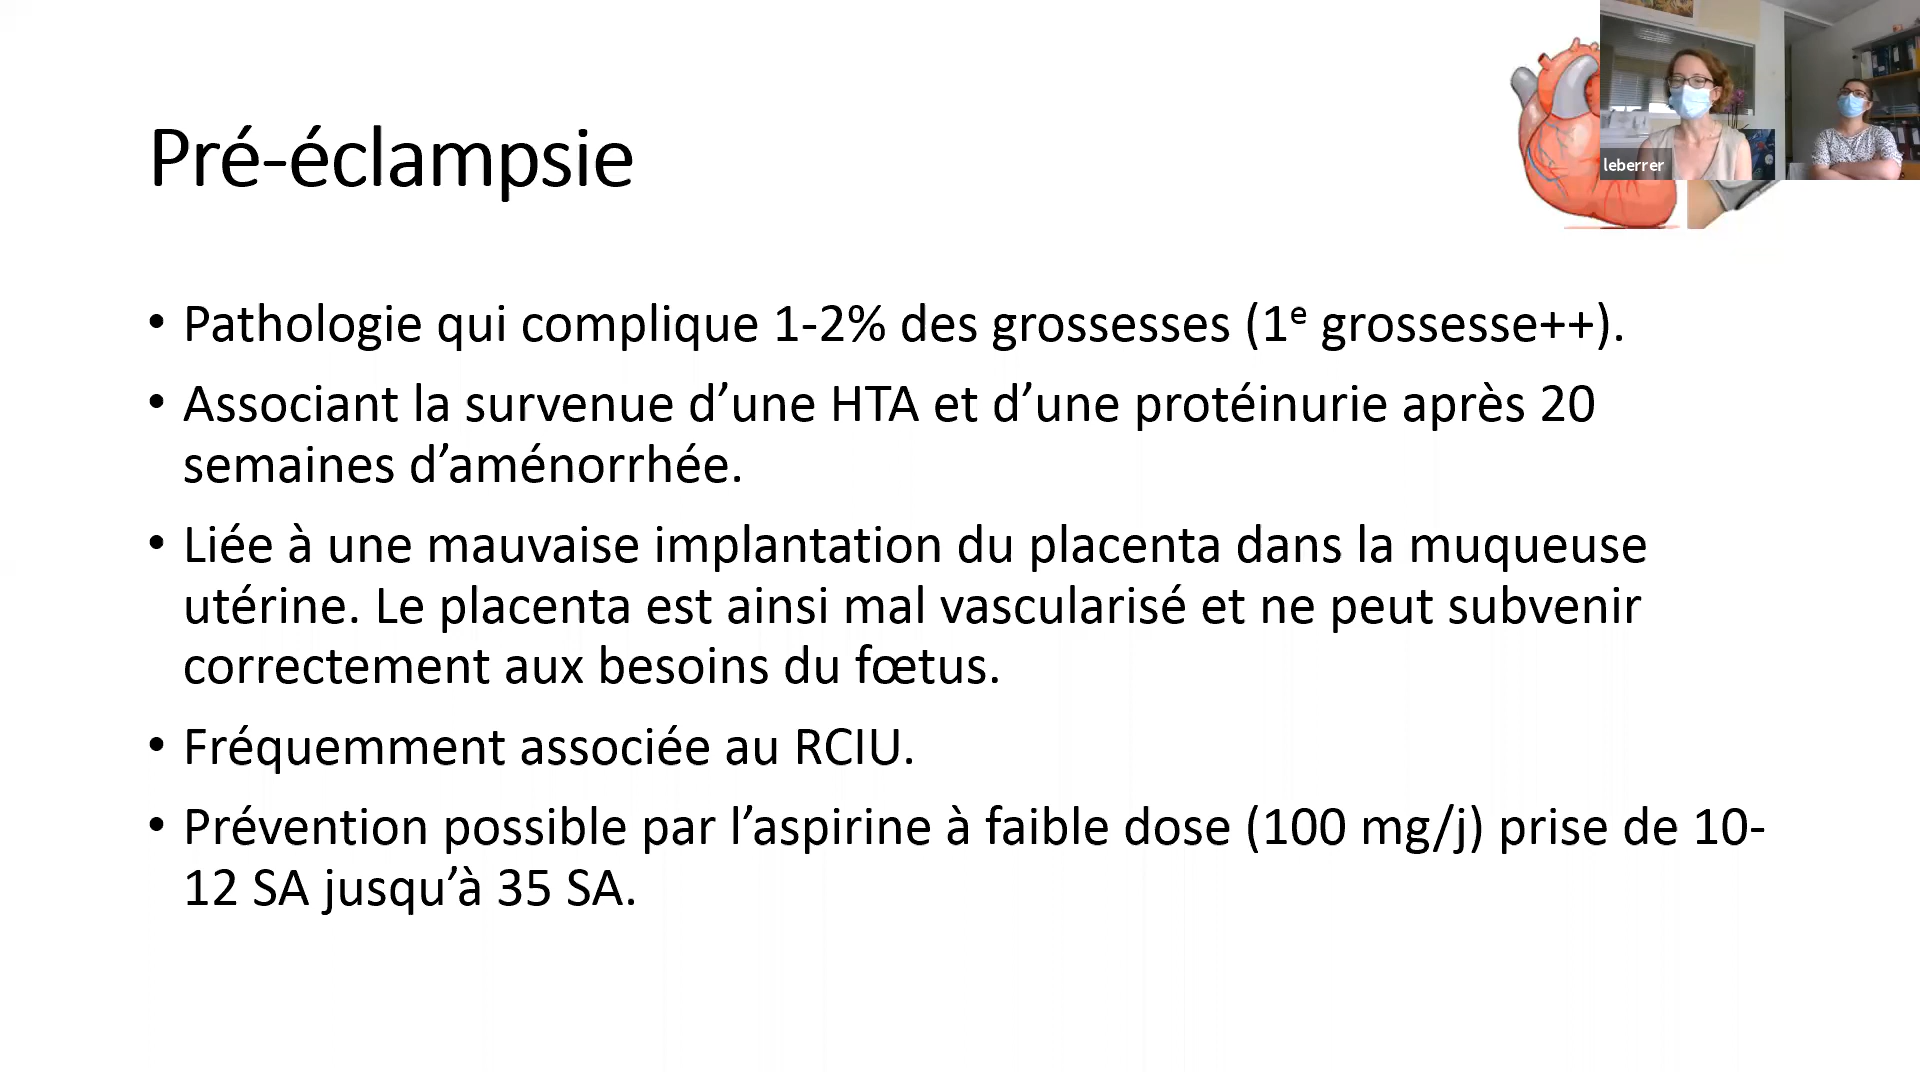 Pré-éclampsie
leberrer
• Pathologie qui complique 1-2% des grossesses (1e grossesse++).
• Associant la survenue d’une HTA et d’une protéinurie après 20
semaines d’aménorrhée.
• Liée à une mauvaise implantation du placenta dans la muqueuse
utérine. Le placenta est ainsi mal vascularisé et ne peut subvenir
correctement aux besoins du fœtus.
• Fréquemment associée au RCIU.
• Prévention possible par l’aspirine à faible dose (100 mg/j) prise de 10-
12 SA jusqu’à 35 SA.